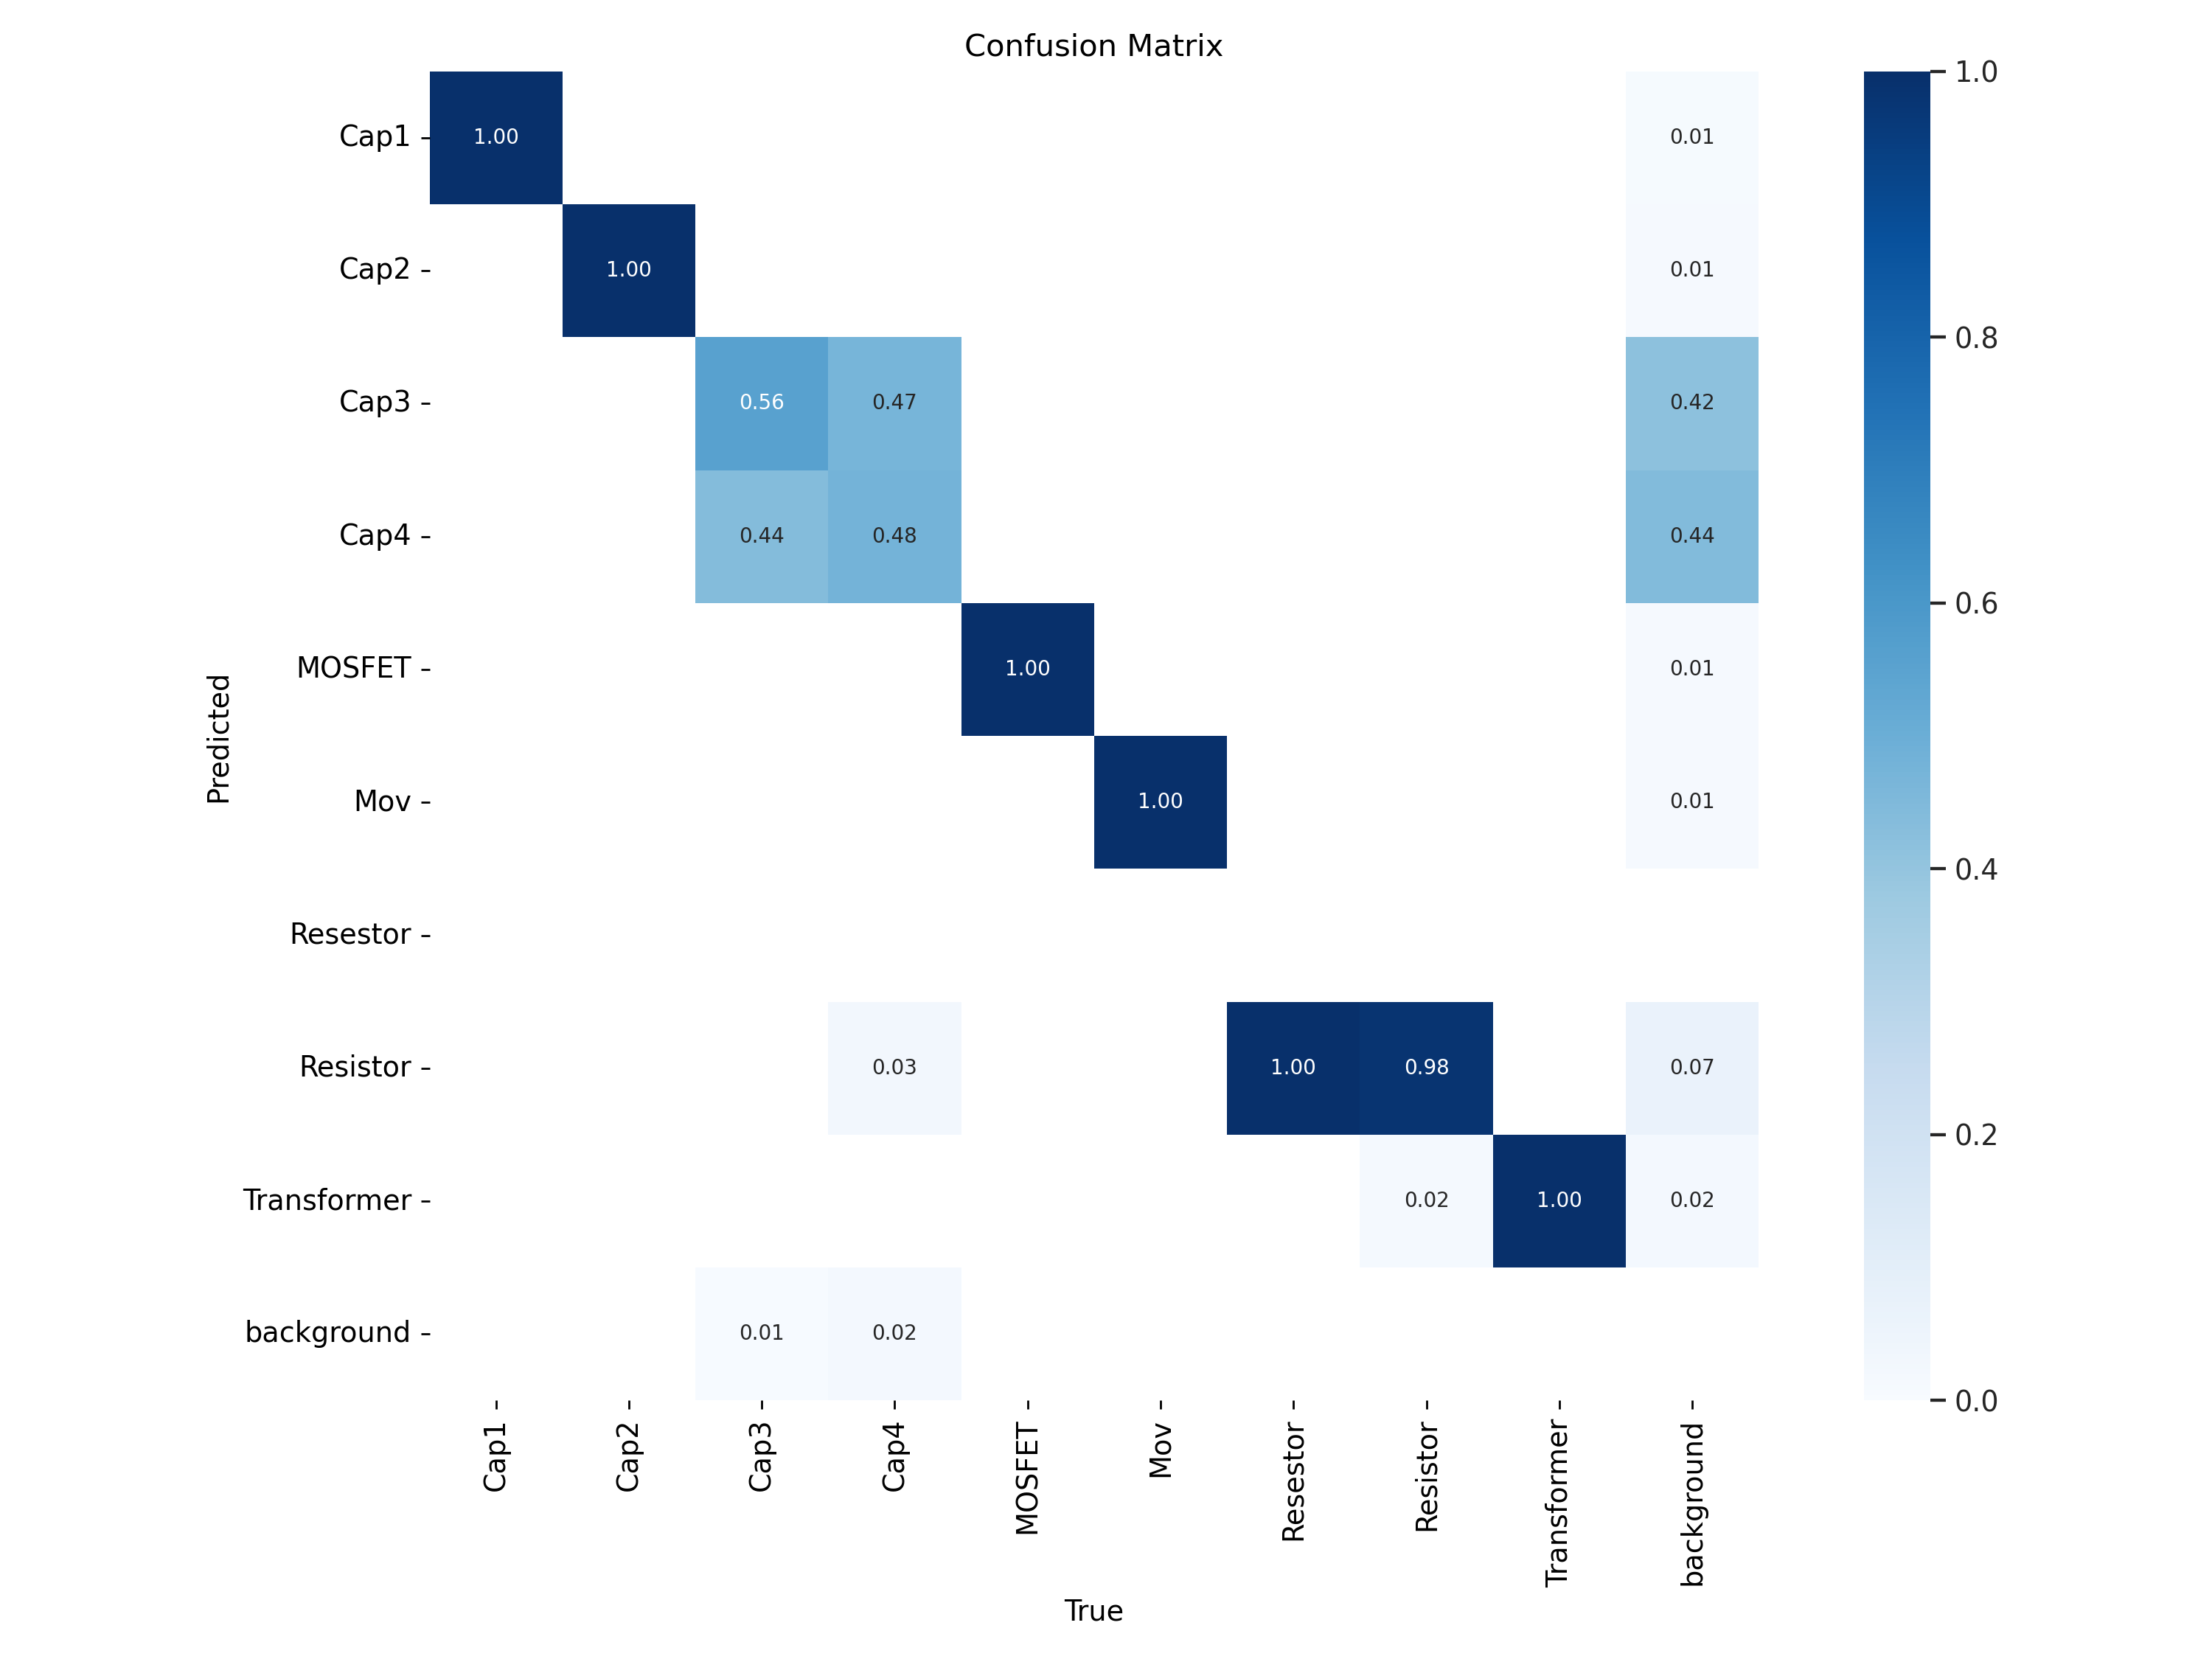 Confusion Matrix
Cap1 1.00 0.01
Cap2 1.00 0.01
Cap3 0.56 0.47 0.42
Cap4 0.44 0.48 0.44
MOSFET 1.00 0.01
Mov 1.00 0.01
Resestor
Resistor 0.03 1.00 0.98 0.07
Transformer 0.02 1.00 0.02
background 0.01 0.02
Predicted
Cap1 Cap2 Cap3 Cap4 MOSFET Mov Resestor Resistor Transformer background
True
1.0
0.8
0.6
0.4
0.2
0.0